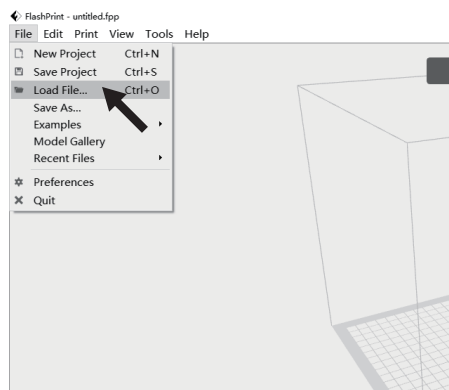 FlashPrint - untitled.fpp
File Edit Print View Tools Help
New Project Ctrl+N
Save Project Ctrl+S
Load File... Ctrl+O
Save As...
Examples
Model Gallery
Recent Files
Preferences
Quit